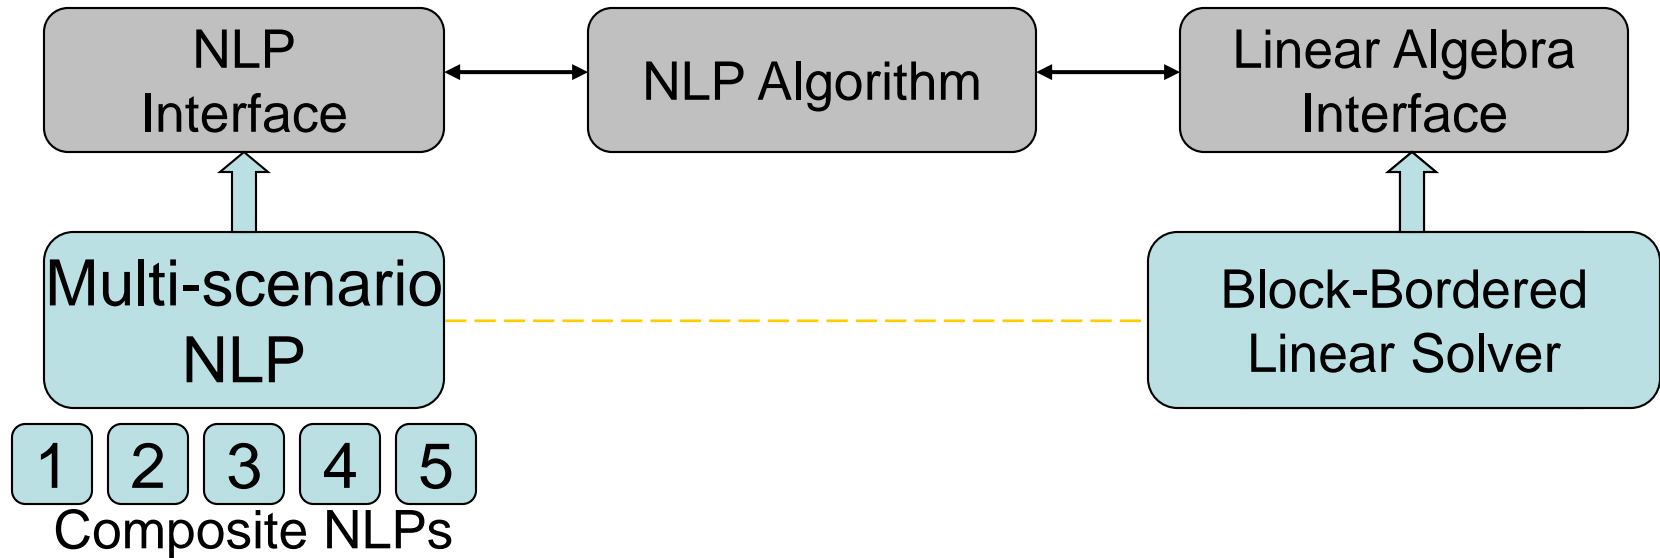 NLP
Interface
NLP Algorithm
Linear Algebra
Interface
Multi-scenario
NLP
Block-Bordered
Linear Solver
1 2 3 4 5
Composite NLPs